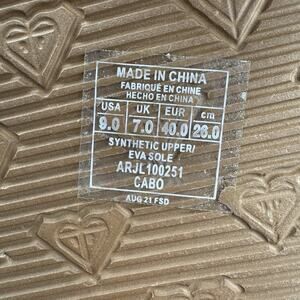 MADE IN CHINA
FABRIQUÉ EN CHINE
HECHO EN CHINA
USA UK EUR cm
9.0 7.0 40.0 26.0
SYNTHETIC UPPER/
EVA SOLE
ARJL100251
CABO
AUG 21 FSD